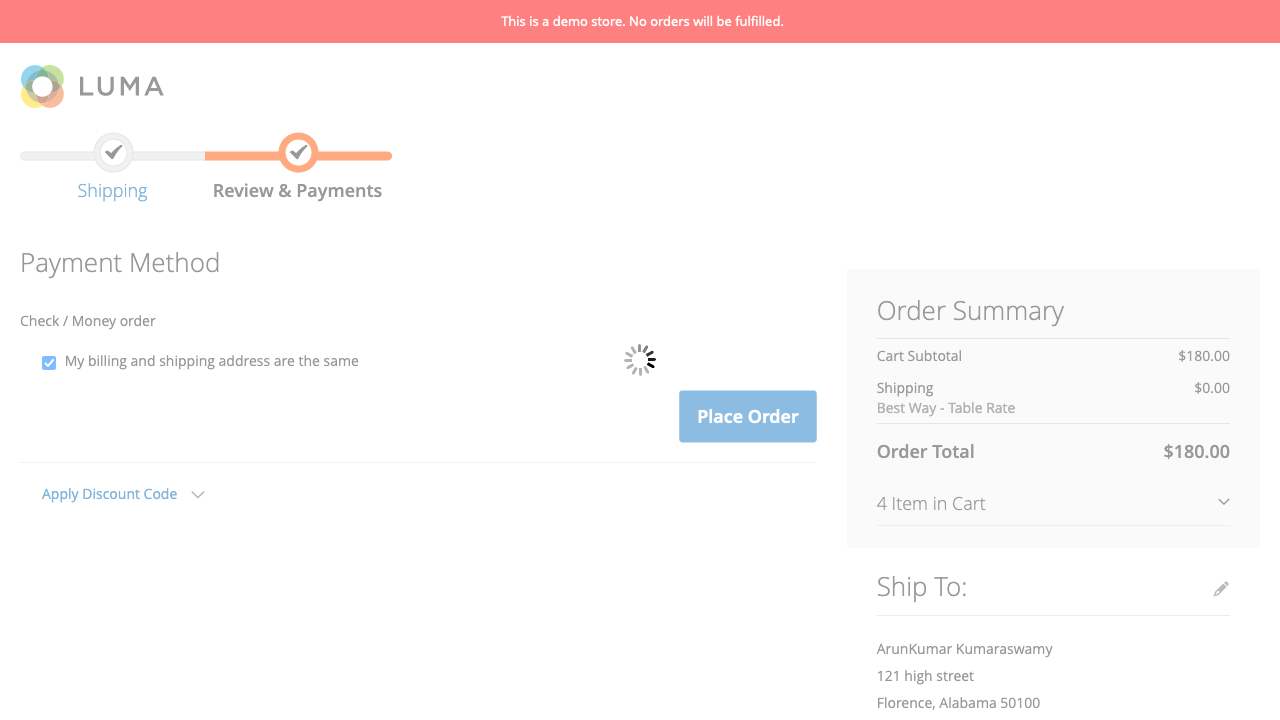 This is a demo store. No orders will be fulfilled.
LUMA
Shipping
Review & Payments
Payment Method
Check / Money order
My billing and shipping address are the same
Place Order
Apply Discount Code
Order Summary
Cart Subtotal $180.00
Shipping $0.00
Best Way - Table Rate
Order Total $180.00
4 Item in Cart
Ship To:
ArunKumar Kumaraswamy
121 high street
Florence, Alabama 50100